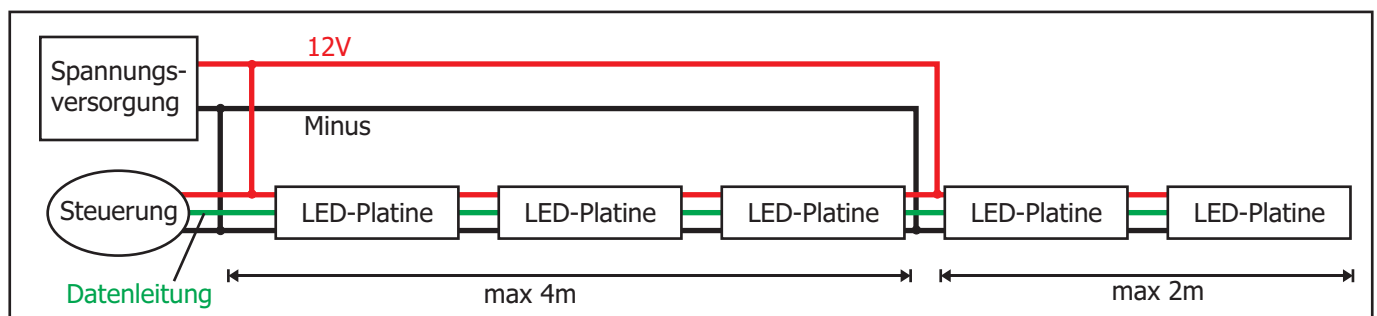 12V
Spannungs-
versorgung
Minus
Steuerung
LED-Platine
LED-Platine
LED-Platine
LED-Platine
LED-Platine
Datenleitung
max 4m
max 2m